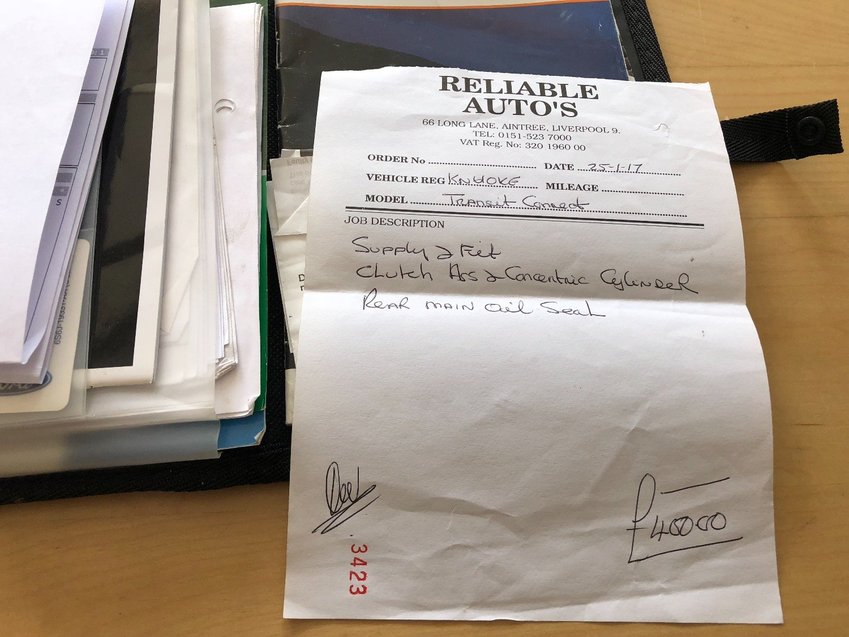 RELIABLE
AUTO'S
66 LONG LANE, AINTREE, LIVERPOOL 9.
TEL: 0151-523 7000
VAT Reg. No: 320 1960 00
ORDER No DATE 25-1-17
VEHICLE REG MILEAGE
MODEL Transit Connect
JOB DESCRIPTION
Supply & Fit
Clutch Ass & Concentric Cylinder
Rear main oil Seal
£40000
3423